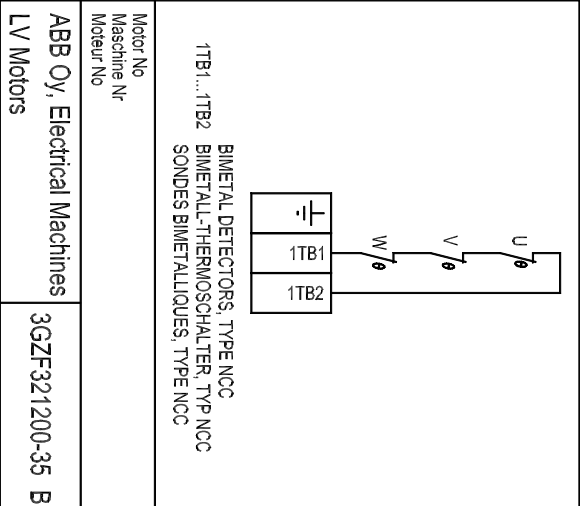 U
V
W
θ
θ
θ
1TB1
1TB2
BIMETAL DETECTORS, TYPE NCC
1TB1...1TB2 BIMETALL-THERMOSCHALTER, TYP NCC
SONDES BIMETALLIQUES, TYPE NCC
Motor No
Maschine Nr
Moteur No
ABB Oy, Electrical Machines
LV Motors
3GZF321200-35 B